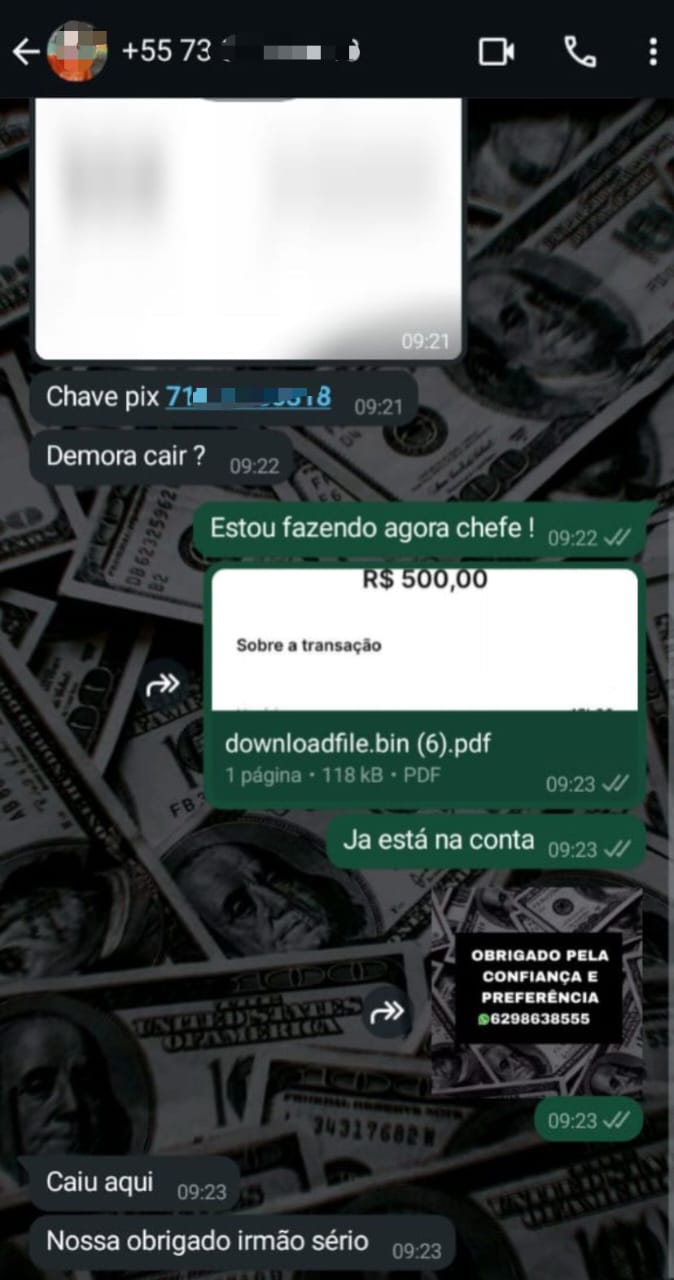 +55 73
09:21
Chave pix 71
09:21
Demora cair ?
09:22
Estou fazendo agora chefe !
09:22
R$ 500,00
Sobre a transação
downloadfile.bin (6).pdf
1 página • 118 kB • PDF
09:23
Ja está na conta
09:23
OBRIGADO PELA
CONFIANÇA E
PREFERÊNCIA
6298638555
09:23
Caiu aqui
09:23
Nossa obrigado irmão sério
09:23